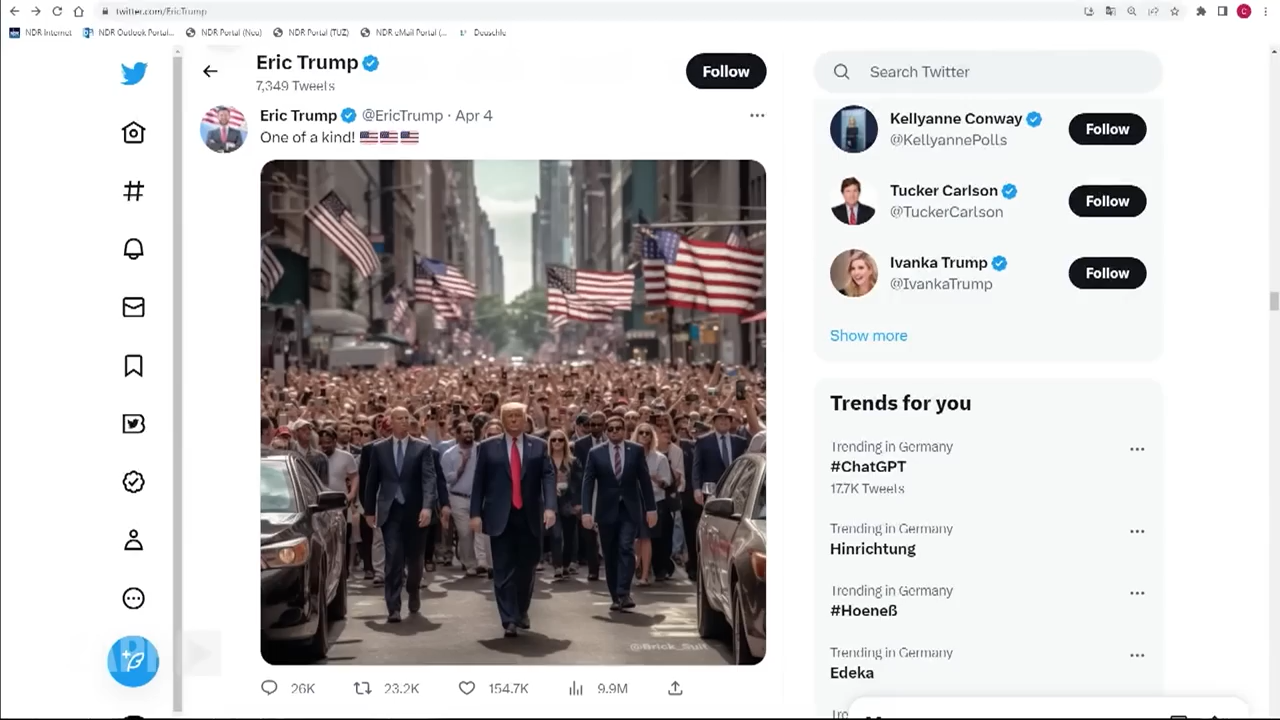 twitter.com/EricTrump
NDR Internet
NDR Outlook Portal...
NDR Portal (Neu)
NDR Portal (TUZ)
NDR eMail Portal (...
Eric Trump
7,349 Tweets
Follow
Eric Trump @EricTrump · Apr 4
One of a kind!
@Brick_Suit
26K
23.2K
154.7K
9.9M
Search Twitter
Kellyanne Conway
@KellyannePolls
Follow
Tucker Carlson
@TuckerCarlson
Follow
Ivanka Trump
@IvankaTrump
Follow
Show more
Trends for you
Trending in Germany
#ChatGPT
17.7K Tweets
Trending in Germany
Hinrichtung
Trending in Germany
#Hoeneß
Trending in Germany
Edeka